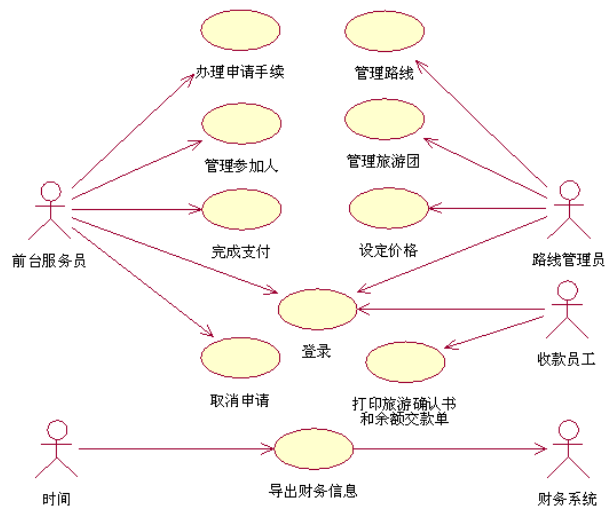 办理申请手续
管理路线
管理参加人
管理旅游团
前台服务员
完成支付
设定价格
路线管理员
登录
收款员工
取消申请
打印旅游确认书
和余额交款单
时间
导出财务信息
财务系统